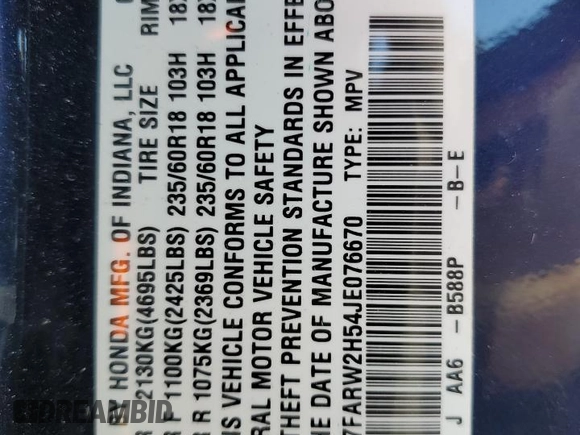 HONDA MFG. OF INDIANA, LLC
2130KG(4695LBS) TIRE SIZE RIM
R P 1100KG(2425LBS) 235/60R18 103H 18X
G R 1075KG(2369LBS) 235/60R18 103H 18X
IS VEHICLE CONFORMS TO ALL APPLICA
RAL MOTOR VEHICLE SAFETY
THEFT PREVENTION STANDARDS IN EFFE
E DATE OF MANUFACTURE SHOWN ABO
7FARW2H54JE076670 TYPE: MPV
J AA6 -B588P -B-E